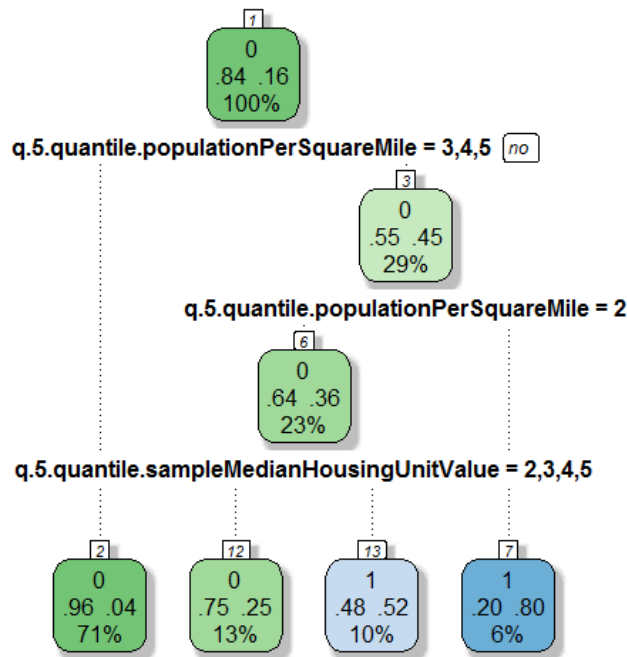 1
0
.84 .16
100%
q.5.quantile.populationPerSquareMile = 3,4,5 no
3
0
.55 .45
29%
q.5.quantile.populationPerSquareMile = 2
6
0
.64 .36
23%
q.5.quantile.sampleMedianHousingUnitValue = 2,3,4,5
2 12 13 7
0 0 1 1
.96 .04 .75 .25 .48 .52 .20 .80
71% 13% 10% 6%